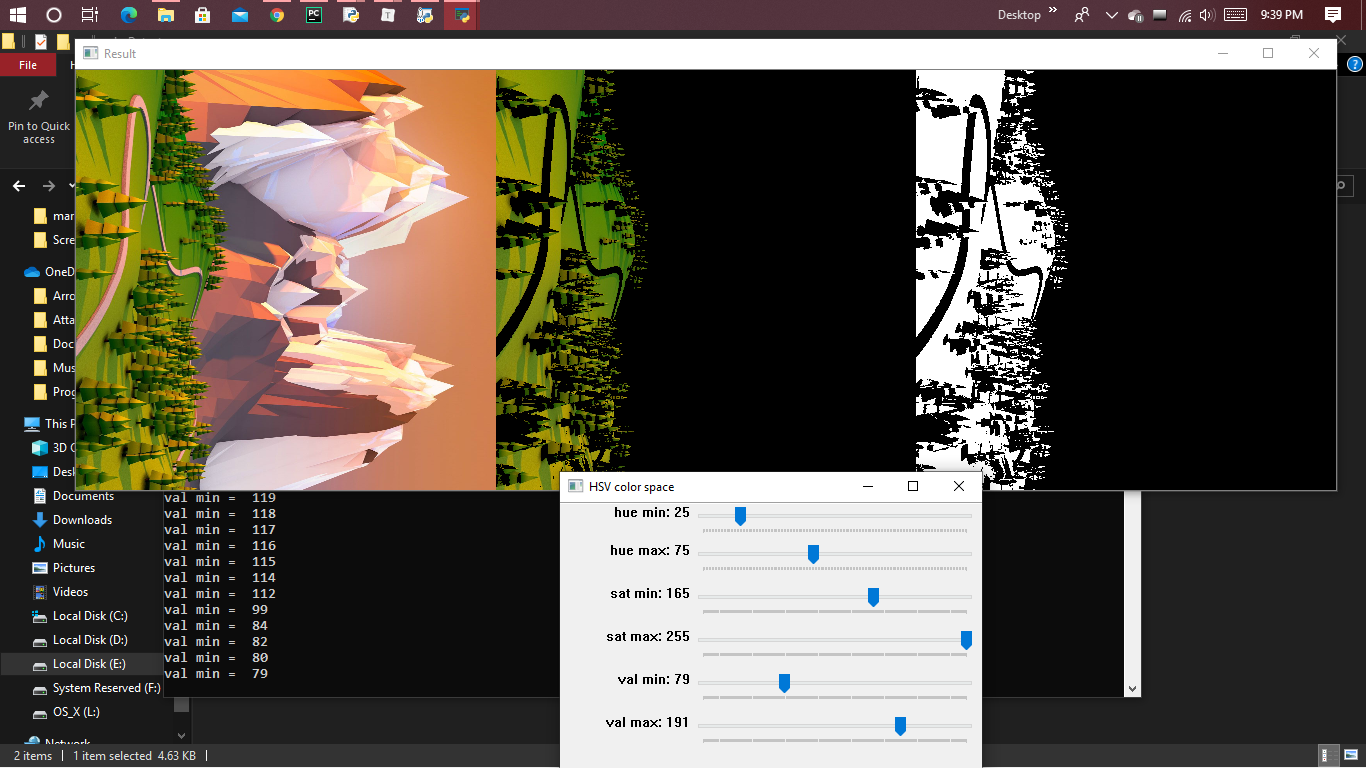 Desktop
9:39 PM
Result
File
Pin to Quick
access
mar
Scre
OneD
Arro
Atta
Doc
Mus
Prog
This P
3D O
Desk
Documents
Downloads
Music
Pictures
Videos
Local Disk (C:)
Local Disk (D:)
Local Disk (E:)
System Reserved (F:)
OS_X (L:)
val min = 119
val min = 118
val min = 117
val min = 116
val min = 115
val min = 114
val min = 112
val min = 99
val min = 84
val min = 82
val min = 80
val min = 79
HSV color space
hue min: 25
hue max: 75
sat min: 165
sat max: 255
val min: 79
val max: 191
2 items
1 item selected 4.63 KB